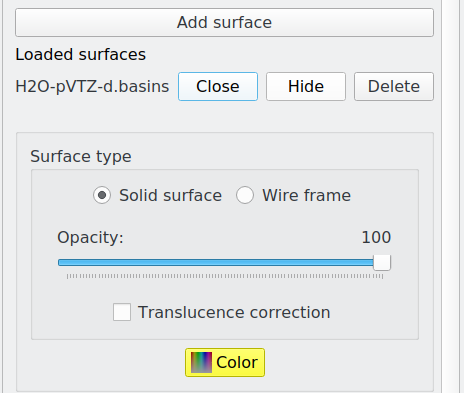 Add surface
Loaded surfaces
H2O-pVTZ-d.basins Close Hide Delete
Surface type
Solid surface Wire frame
Opacity: 100
Translucence correction
Color